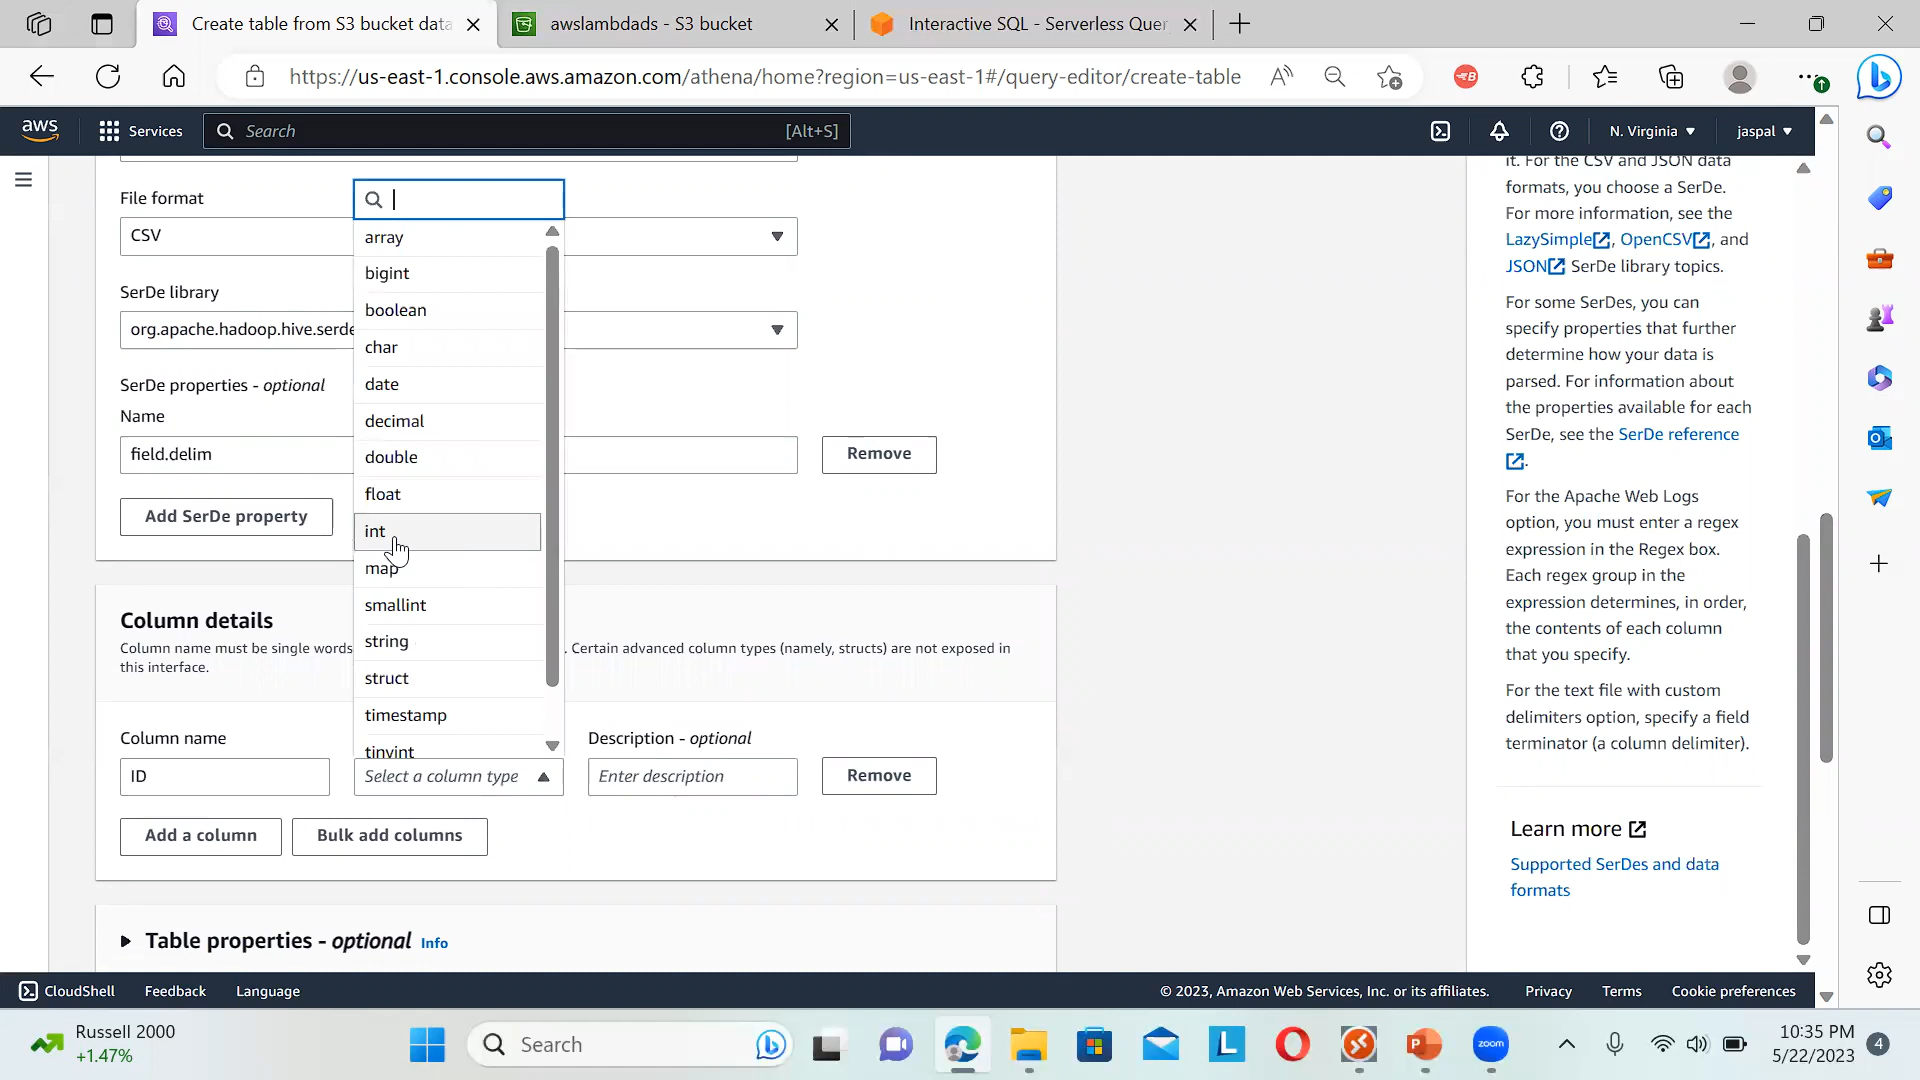 Create table from S3 bucket data
awslambdads - S3 bucket
Interactive SQL - Serverless Quer
https://us-east-1.console.aws.amazon.com/athena/home?region=us-east-1#/query-editor/create-table
aws
Services
Search
[Alt+S]
N. Virginia
jaspal
File format
CSV
SerDe library
org.apache.hadoop.hive.serde
SerDe properties - optional
Name
field.delim
Remove
Add SerDe property
array
bigint
boolean
char
date
decimal
double
float
int
map
smallint
string
struct
timestamp
tinyint
Column details
Column name must be single words
. Certain advanced column types (namely, structs) are not exposed in
this interface.
Column name
Description - optional
ID
Select a column type
Enter description
Remove
Add a column
Bulk add columns
Table properties - optional
Info
it. For the CSV and JSON data
formats, you choose a SerDe.
For more information, see the
LazySimple, OpenCSV, and
JSON SerDe library topics.
For some SerDes, you can
specify properties that further
determine how your data is
parsed. For information about
the properties available for each
SerDe, see the SerDe reference
.
For the Apache Web Logs
option, you must enter a regex
expression in the Regex box.
Each regex group in the
expression determines, in order,
the contents of each column
that you specify.
For the text file with custom
delimiters option, specify a field
terminator (a column delimiter).
Learn more
Supported SerDes and data
formats
CloudShell
Feedback
Language
© 2023, Amazon Web Services, Inc. or its affiliates.
Privacy
Terms
Cookie preferences
Russell 2000
+1.47%
Search
zoom
10:35 PM
5/22/2023
4